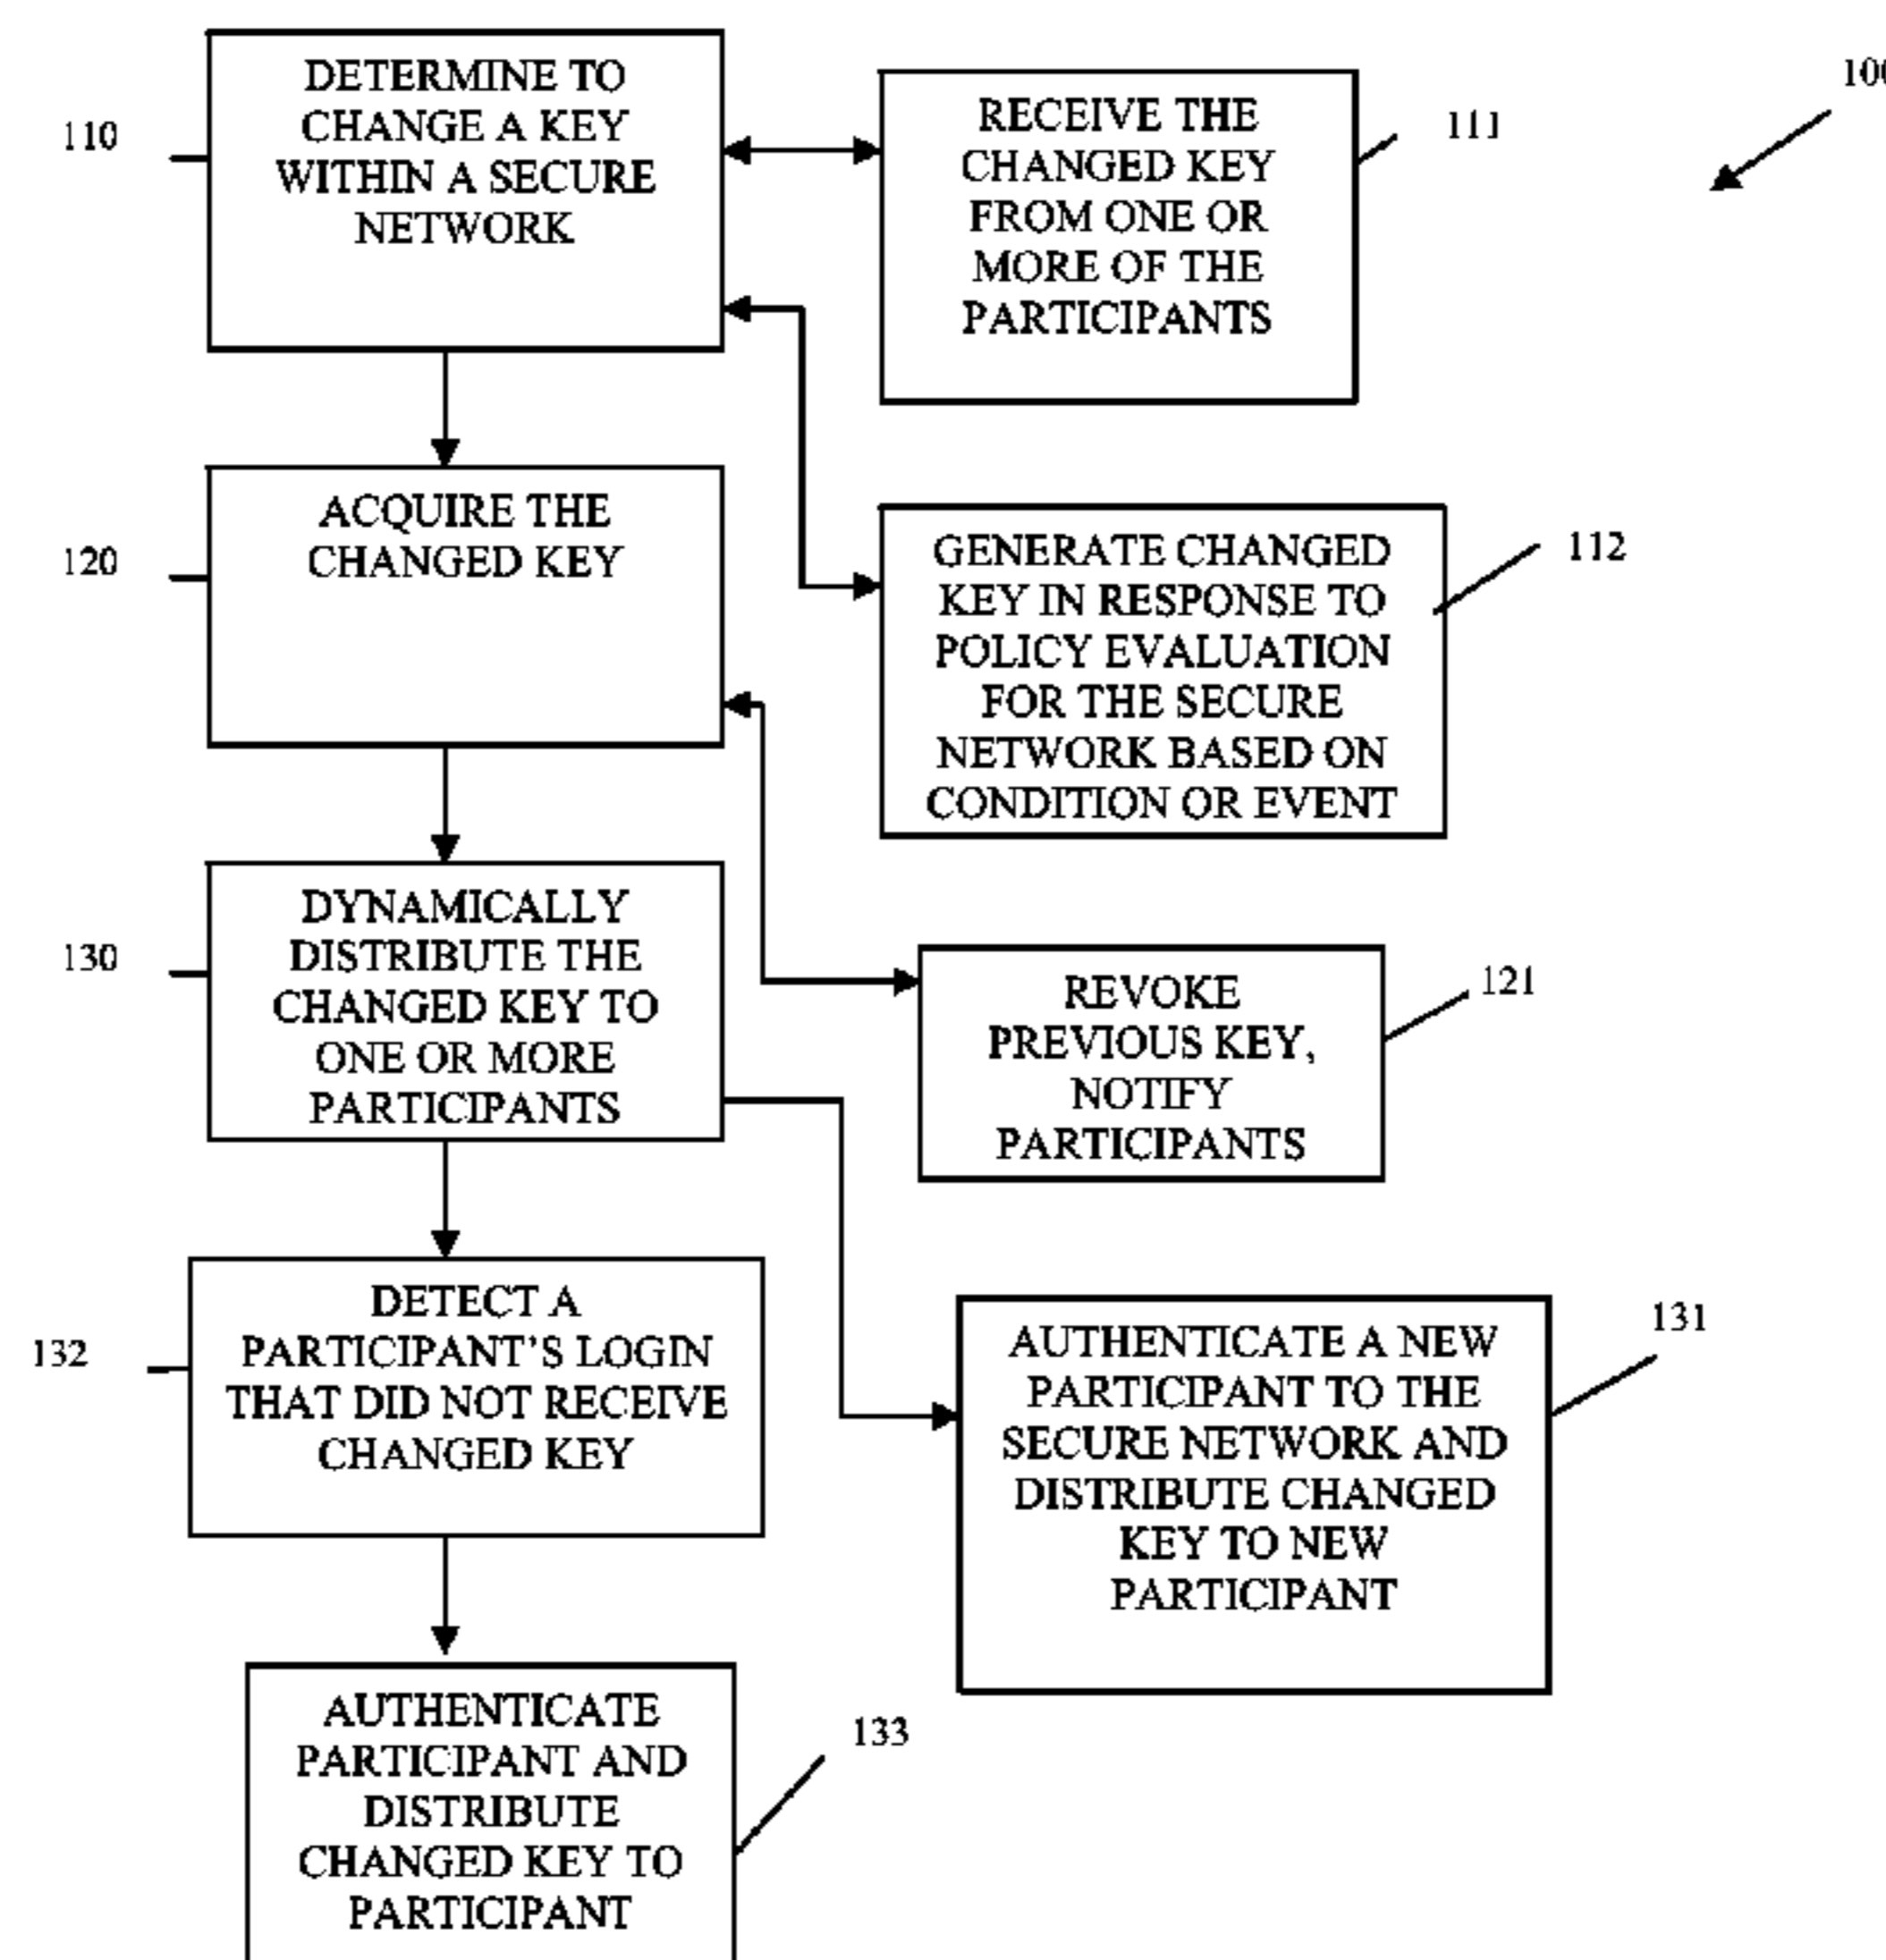 DETERMINE TO
CHANGE A KEY
WITHIN A SECURE
NETWORK
110
RECEIVE THE
CHANGED KEY
FROM ONE OR
MORE OF THE
PARTICIPANTS
111
100
ACQUIRE THE
CHANGED KEY
120
GENERATE CHANGED
KEY IN RESPONSE TO
POLICY EVALUATION
FOR THE SECURE
NETWORK BASED ON
CONDITION OR EVENT
112
DYNAMICALLY
DISTRIBUTE THE
CHANGED KEY TO
ONE OR MORE
PARTICIPANTS
130
REVOKE
PREVIOUS KEY,
NOTIFY
PARTICIPANTS
121
DETECT A
PARTICIPANT'S LOGIN
THAT DID NOT RECEIVE
CHANGED KEY
132
AUTHENTICATE A NEW
PARTICIPANT TO THE
SECURE NETWORK AND
DISTRIBUTE CHANGED
KEY TO NEW
PARTICIPANT
131
AUTHENTICATE
PARTICIPANT AND
DISTRIBUTE
CHANGED KEY TO
PARTICIPANT
133